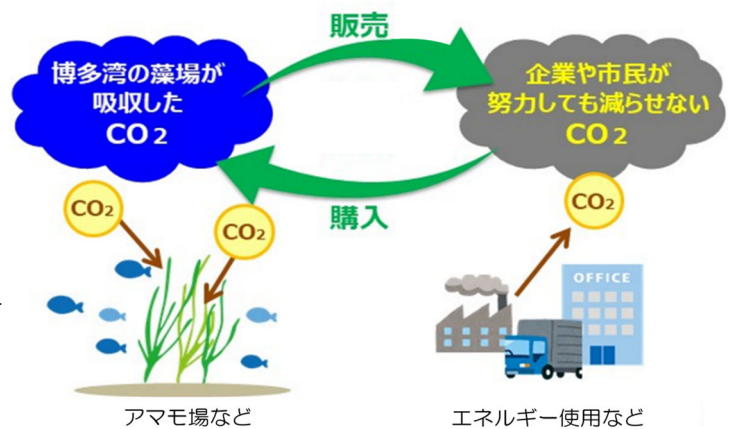 販売
博多湾の藻場が
吸収した
CO2
企業や市民が
努力しても減らせない
CO2
購入
CO2
CO2
CO2
OFFICE
アマモ場など
エネルギー使用など